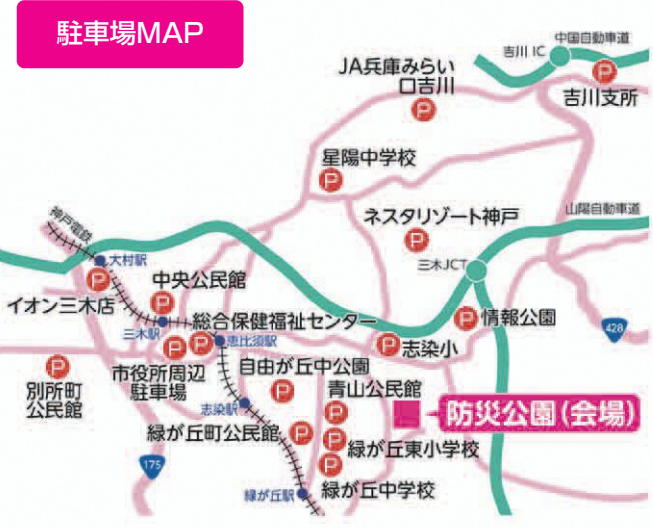 駐車場MAP
中国自動車道
吉川 IC
P
吉川支所
JA兵庫みらい
口吉川
P
星陽中学校
P
ネスタリゾート神戸
P
山陽自動車道
三木JCT
神戸電鉄
大村駅
P
イオン三木店
中央公民館
P
三木駅
総合保健福祉センター
P
P
恵比須駅
市役所周辺
駐車場
P
志染小
P
情報公園
428
P
別所町
公民館
自由が丘中公園
P
青山公民館
P
防災公園(会場)
志染駅
緑が丘町公民館
P
P
緑が丘東小学校
P
緑が丘中学校
175
緑が丘駅